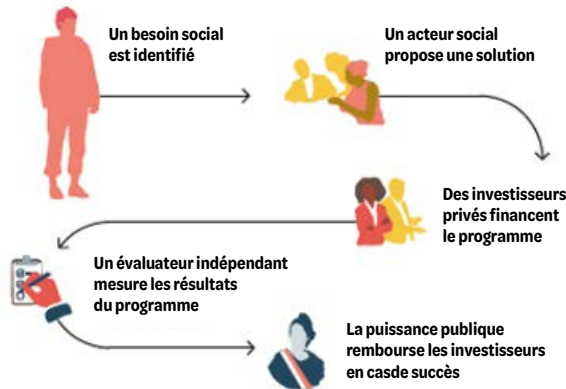 Un besoin social
est identifié
Un acteur social
propose une solution
Des investisseurs
privés financent
le programme
Un évaluateur indépendant
mesure les résultats
du programme
La puissance publique
rembourse les investisseurs
en casde succès